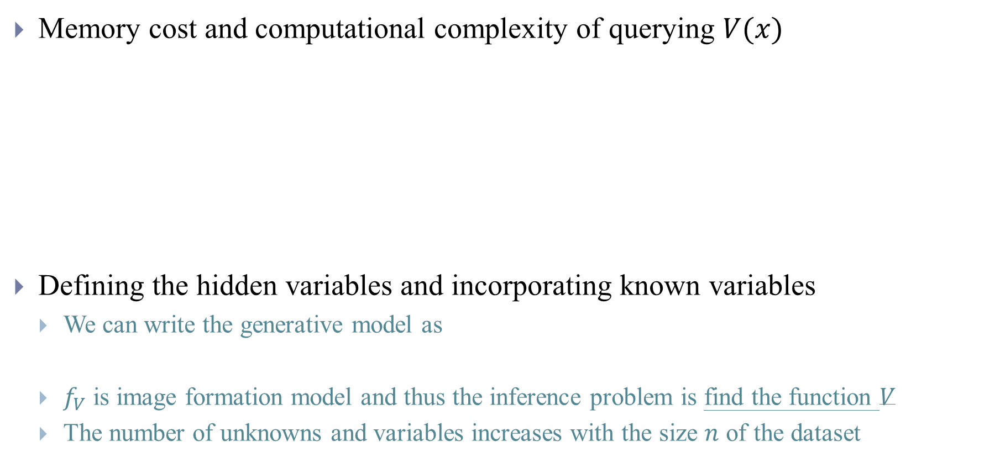 Memory cost and computational complexity of querying V(x)
Defining the hidden variables and incorporating known variables
We can write the generative model as
f_V is image formation model and thus the inference problem is find the function V
The number of unknowns and variables increases with the size n of the dataset